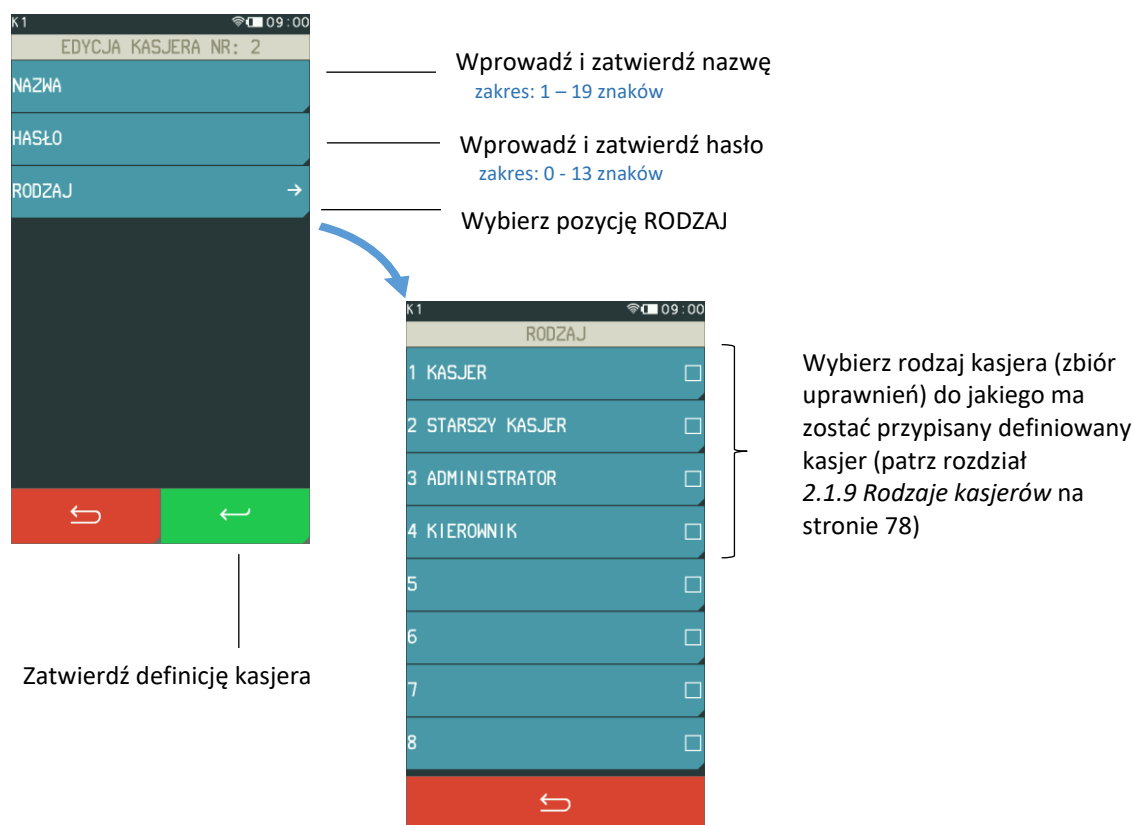 K1 09:00
EDYCJA KASJERA NR: 2
NAZWA
HASŁO
RODZAJ →
Wprowadź i zatwierdź nazwę
zakres: 1 – 19 znaków
Wprowadź i zatwierdź hasło
zakres: 0 - 13 znaków
Wybierz pozycję RODZAJ
Zatwierdź definicję kasjera
K1 09:00
RODZAJ
1 KASJER
2 STARSZY KASJER
3 ADMINISTRATOR
4 KIEROWNIK
5
6
7
8
Wybierz rodzaj kasjera (zbiór
uprawnień) do jakiego ma
zostać przypisany definiowany
kasjer (patrz rozdział
2.1.9 Rodzaje kasjerów na
stronie 78)